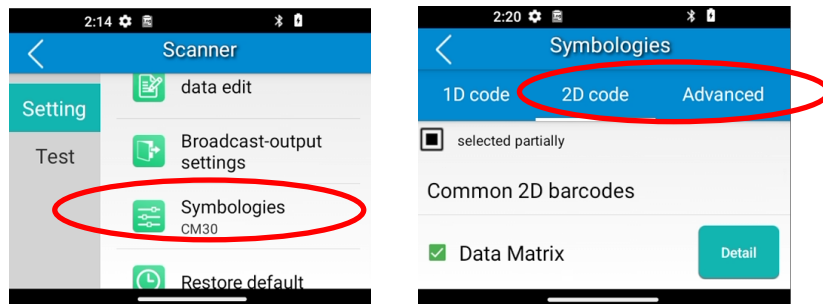 2:14
Scanner
Setting
Test
data edit
Broadcast-output
settings
Symbologies
CM30
Restore default
2:20
Symbologies
1D code 2D code Advanced
selected partially
Common 2D barcodes
Data Matrix
Detail